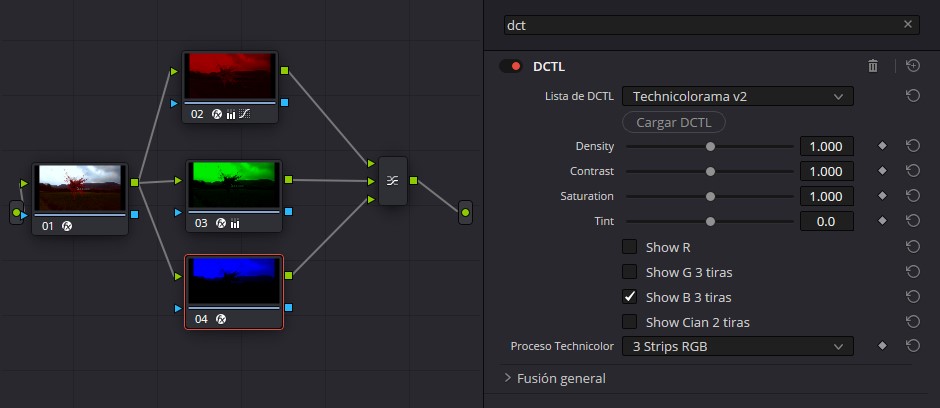 dct
DCTL
Lista de DCTL Technicolorama v2
Cargar DCTL
Density 1.000
Contrast 1.000
Saturation 1.000
Tint 0.0
Show R
Show G 3 tiras
Show B 3 tiras
Show Cian 2 tiras
Proceso Technicolor 3 Strips RGB
Fusión general
02
01
03
04